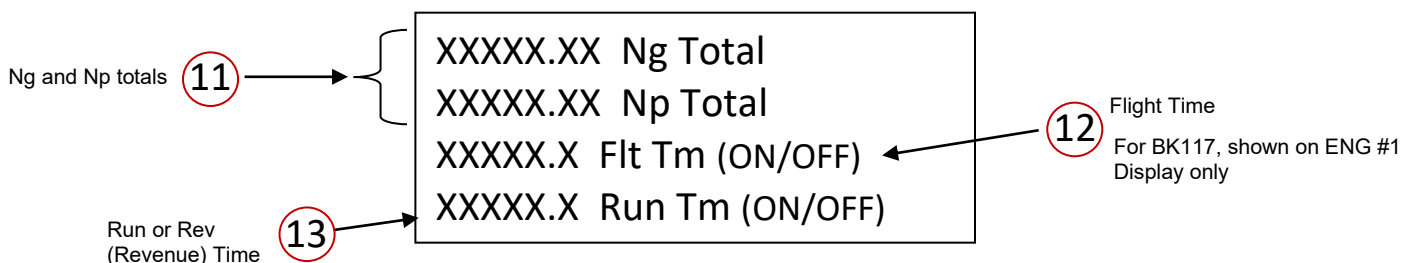 XXXXX.XX Ng Total
Ng and Np totals 11
XXXXX.XX Np Total
12 Flight Time
For BK117, shown on ENG #1
Display only
XXXXX.X Flt Tm (ON/OFF)
XXXXX.X Run Tm (ON/OFF)
Run or Rev
(Revenue) Time
13